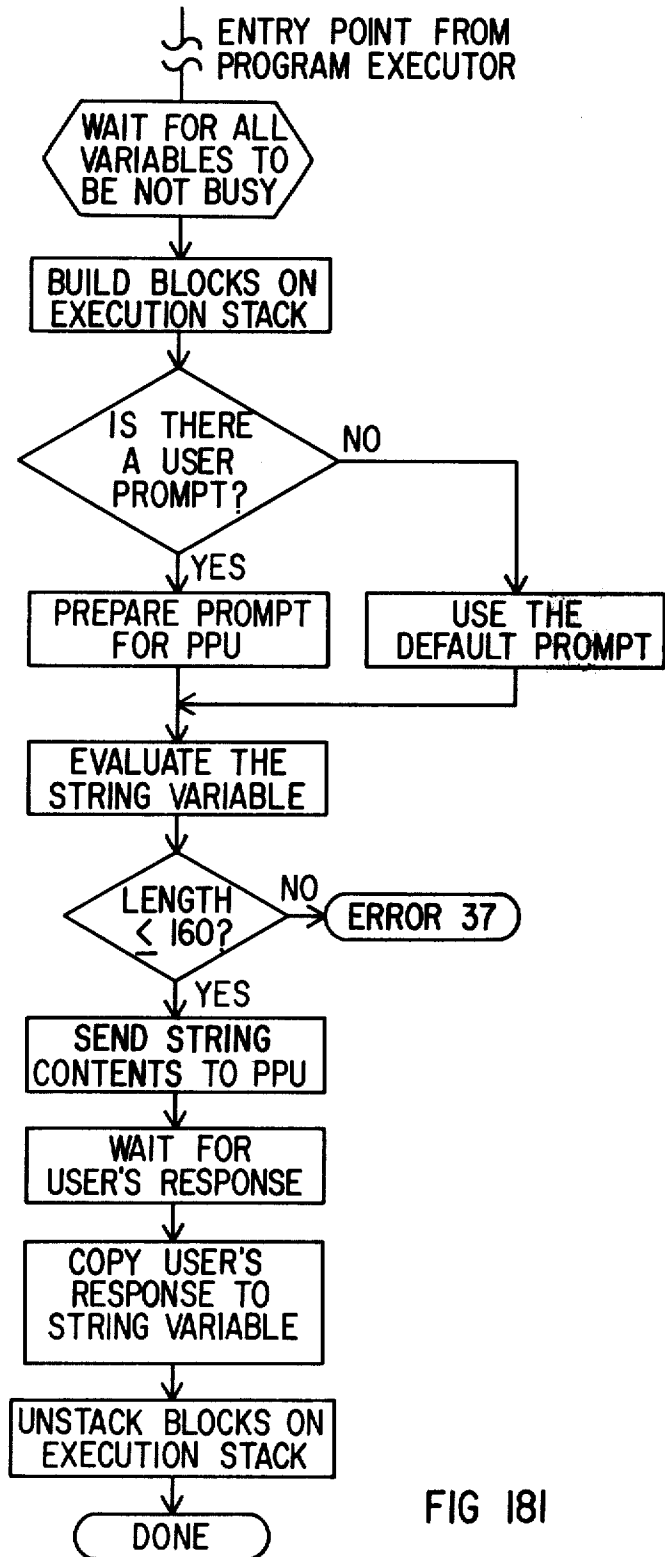 ENTRY POINT FROM
PROGRAM EXECUTOR
WAIT FOR ALL
VARIABLES TO
BE NOT BUSY
BUILD BLOCKS ON
EXECUTION STACK
IS THERE
A USER
PROMPT?
NO
YES
PREPARE PROMPT
FOR PPU
USE THE
DEFAULT PROMPT
EVALUATE THE
STRING VARIABLE
LENGTH
≤ 160?
NO
ERROR 37
YES
SEND STRING
CONTENTS TO PPU
WAIT FOR
USER'S RESPONSE
COPY USER'S
RESPONSE TO
STRING VARIABLE
UNSTACK BLOCKS ON
EXECUTION STACK
DONE
FIG 181